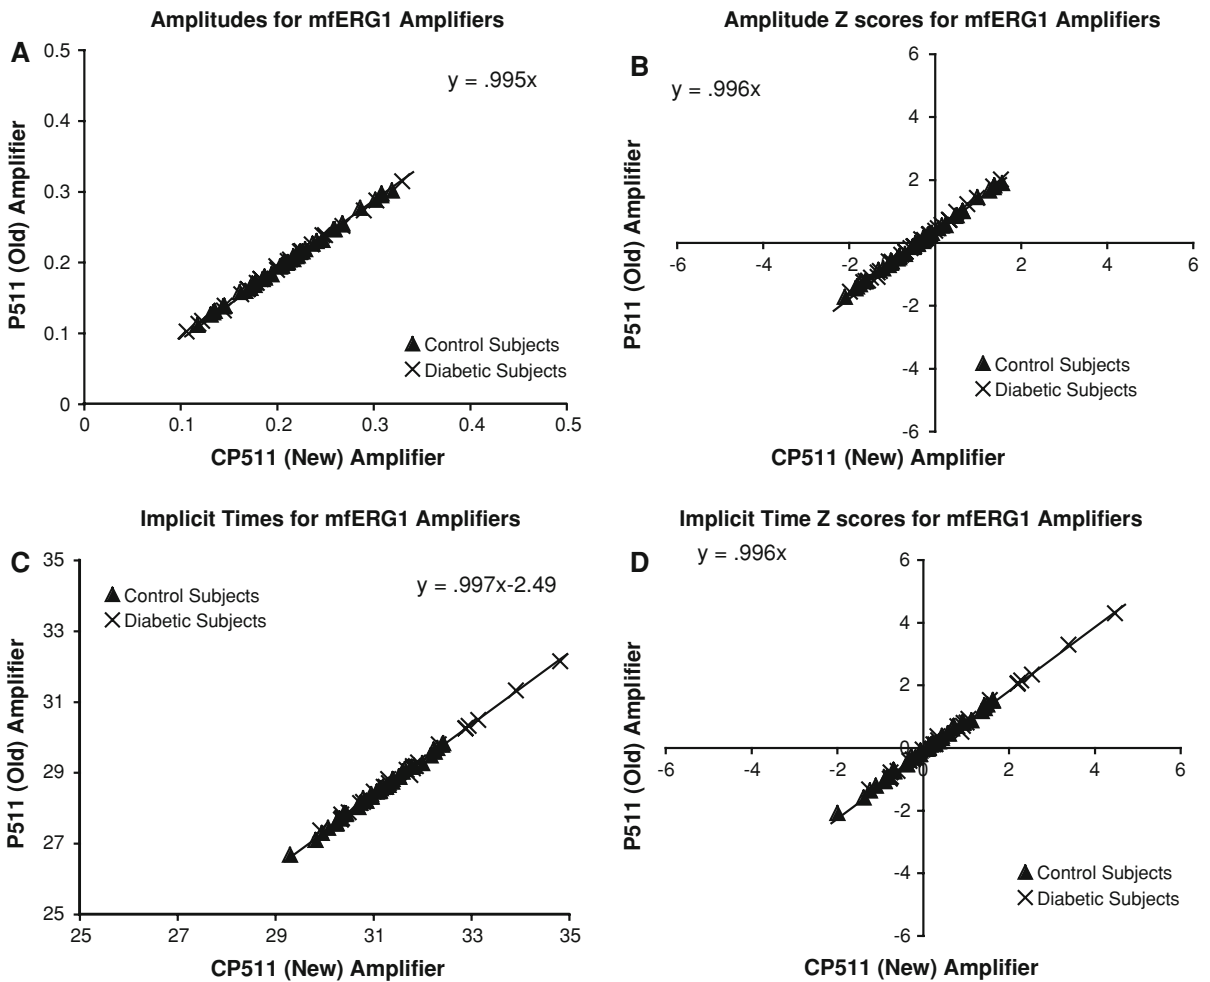 Amplitudes for mfERG1 Amplifiers
A
y = .995x
P511 (Old) Amplifier
0.5
0.4
0.3
0.2
0.1
0
Control Subjects
Diabetic Subjects
0 0.1 0.2 0.3 0.4 0.5
CP511 (New) Amplifier
Amplitude Z scores for mfERG1 Amplifiers
B
y = .996x
P511 (Old) Amplifier
6
4
2
-6 -4 -2 2 4 6
-2
-4
-6
Control Subjects
Diabetic Subjects
CP511 (New) Amplifier
Implicit Times for mfERG1 Amplifiers
C
y = .997x-2.49
Control Subjects
Diabetic Subjects
P511 (Old) Amplifier
35
33
31
29
27
25
25 27 29 31 33 35
CP511 (New) Amplifier
Implicit Time Z scores for mfERG1 Amplifiers
D
y = .996x
P511 (Old) Amplifier
6
4
2
0
-6 -4 -2 0 2 4 6
-2
-4
-6
Control Subjects
Diabetic Subjects
CP511 (New) Amplifier